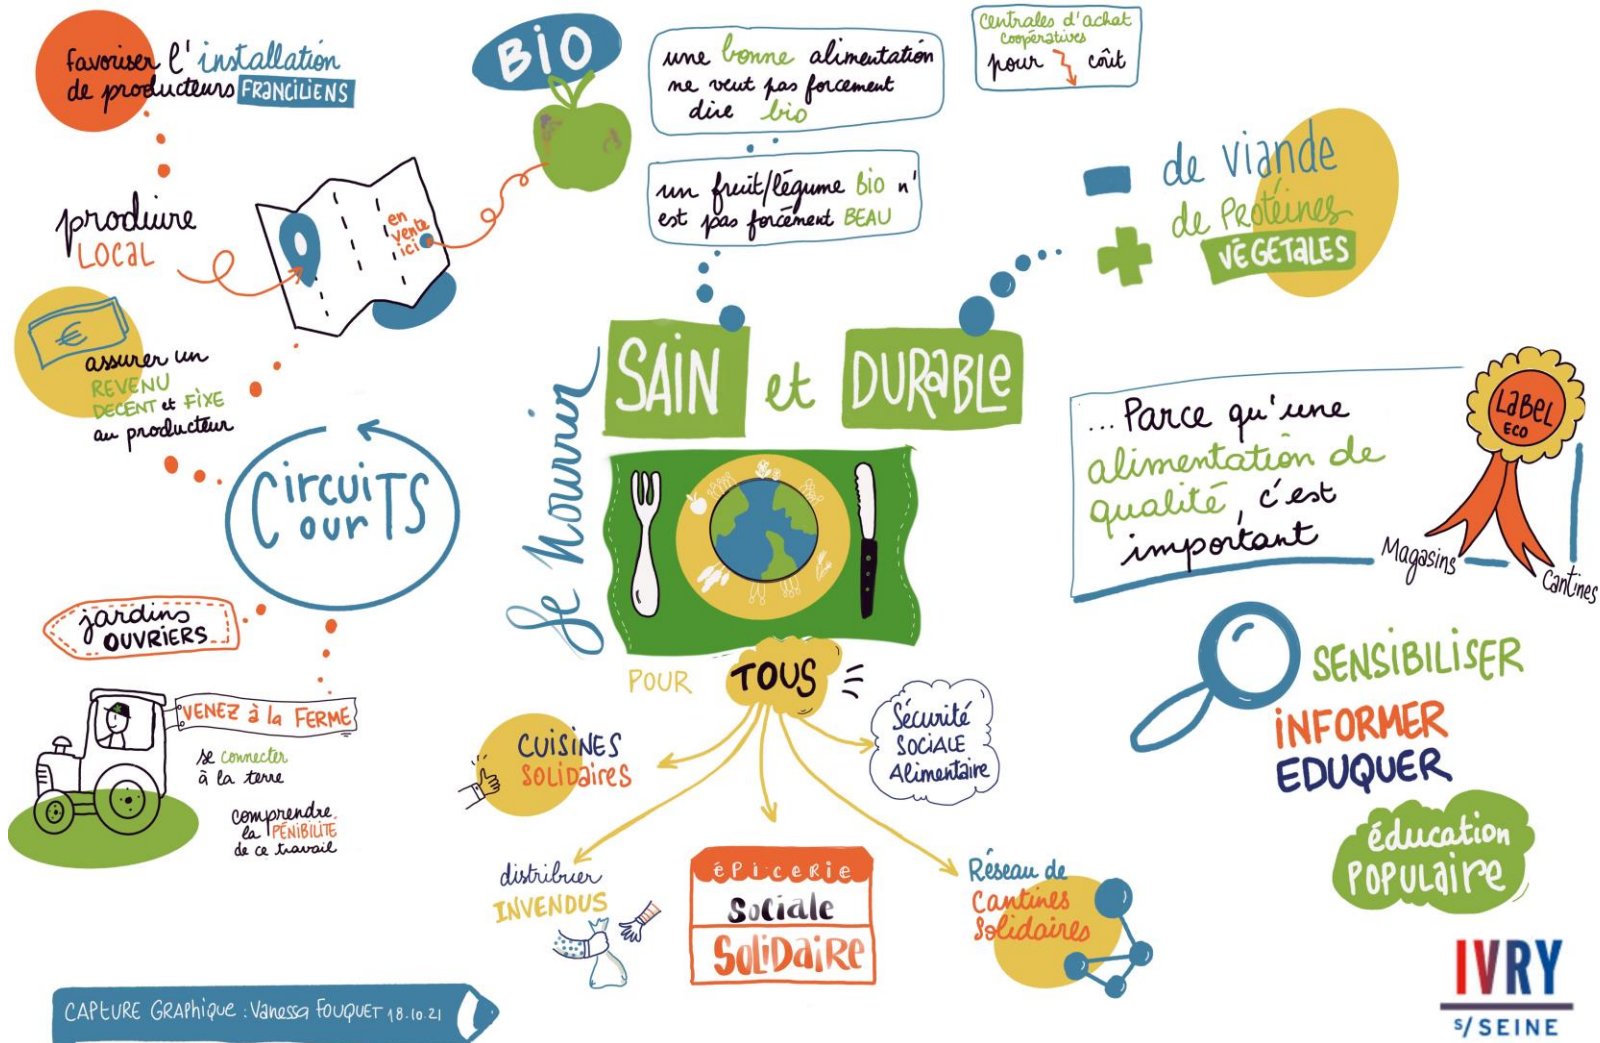 favoriser l'installation
de producteurs FRANCILIENS
produire
LOCAL
en
vente
ici
BIO
une bonne alimentation
ne veut pas forcement
dire bio
un fruit/légume Bio n'
est pas forcément BEAU
Centrales d'achat
coopératives
pour coût
de viande
de Protéines
VÉGETALES
assurer un
REVENU
DECENT et FIXE
au producteur
Circuits
CourTS
Se Nourrir
SAIN et DURABLE
... Parce qu'une
alimentation de
qualité, c'est
important
LaBeL
ECO
Magasins
Cantines
jardins
OUVRIERS
VENEZ à la FERME
se connecter
à la terre
comprendre
la PÉNIBILITE
de ce travail
POUR TOUS
CUISINES
SOLIDaires
Sécurité
SOCiALE
Alimentaire
distribuer
INVENDUS
éPiceRie
Sociale
SOLiDaiRe
Réseau de
Cantines
Solidaires
SENSIBILISER
INFORMER
EDUQUER
éducation
POPULaiRe
CAPtURE GRAPHiQUE : Vanessa FOUQUET 18.10.21
IVRY
s/SEINE